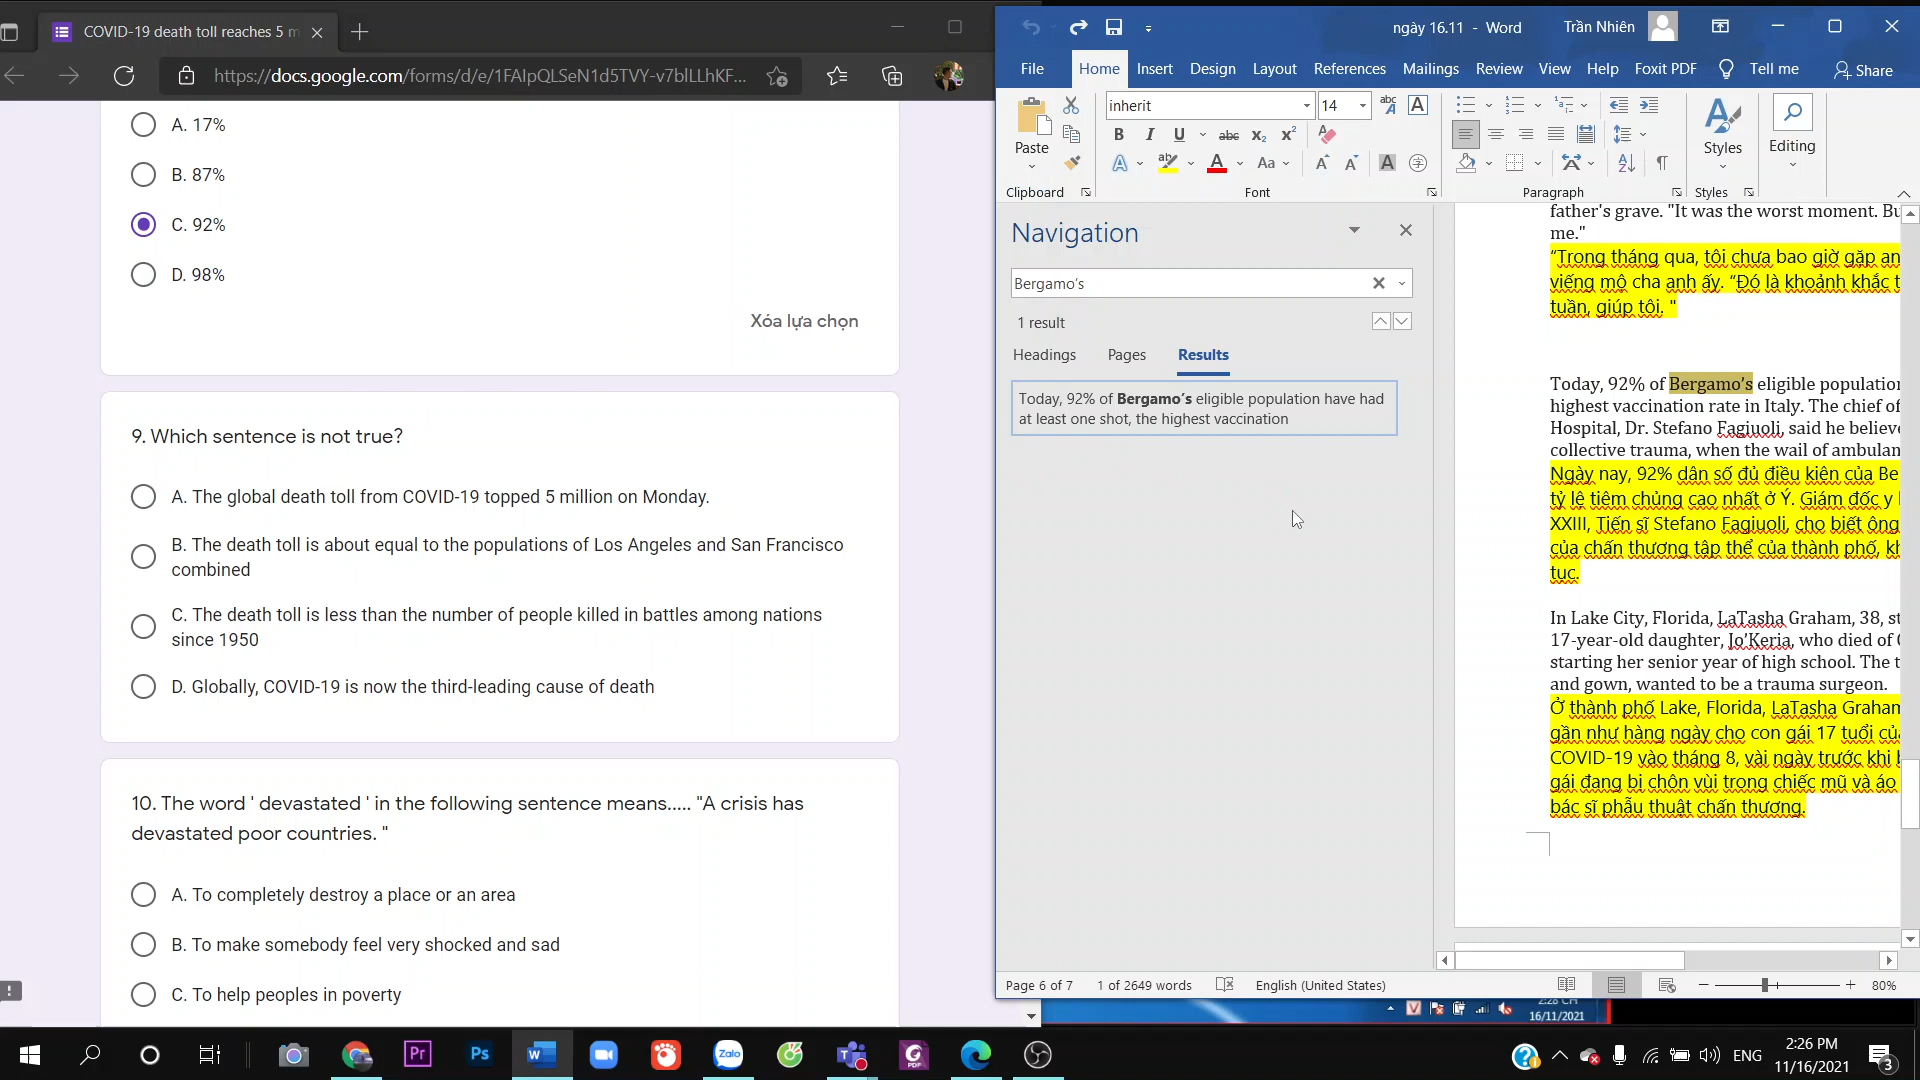 COVID-19 death toll reaches 5 m
https://docs.google.com/forms/d/e/1FAIpQLSeN1d5TVY-v7blLLhKF...
A. 17%
B. 87%
C. 92%
D. 98%
Xóa lựa chọn
9. Which sentence is not true?
A. The global death toll from COVID-19 topped 5 million on Monday.
B. The death toll is about equal to the populations of Los Angeles and San Francisco
combined
C. The death toll is less than the number of people killed in battles among nations
since 1950
D. Globally, COVID-19 is now the third-leading cause of death
10. The word ' devastated ' in the following sentence means..... "A crisis has
devastated poor countries. "
A. To completely destroy a place or an area
B. To make somebody feel very shocked and sad
C. To help peoples in poverty
ngày 16.11 - Word
Trần Nhiên
File Home Insert Design Layout References Mailings Review View Help Foxit PDF Tell me Share
Paste
inherit
14
Styles
Editing
Clipboard
Font
Paragraph
Styles
Navigation
Bergamo's
1 result
Headings Pages Results
Today, 92% of Bergamo's eligible population have had
at least one shot, the highest vaccination
father's grave. "It was the worst moment. Bu
me."
"Trong tháng qua, tôi chưa bao giờ gặp an
viếng mộ cha anh ấy. "Đó là khoảnh khắc t
tuần, giúp tôi. "
Today, 92% of Bergamo's eligible population
highest vaccination rate in Italy. The chief of
Hospital, Dr. Stefano Fagiuoli, said he believe
collective trauma, when the wail of ambulan
Ngày nay, 92% dân số đủ điều kiện của Be
tỷ lệ tiêm chủng cao nhất ở Ý. Giám đốc y l
XXIII, Tiến sĩ Stefano Fagiuoli, cho biết ông
của chấn thương tập thể của thành phố, kh
tục.
In Lake City, Florida, LaTasha Graham, 38, st
17-year-old daughter, Jo'Keria, who died of C
starting her senior year of high school. The t
and gown, wanted to be a trauma surgeon.
Ở thành phố Lake, Florida, LaTasha Graham
gần như hàng ngày cho con gái 17 tuổi củ
COVID-19 vào tháng 8, vài ngày trước khi b
gái đang bị chôn vùi trong chiếc mũ và áo
bác sĩ phẫu thuật chấn thương.
Page 6 of 7
1 of 2649 words
English (United States)
80%
2:28 CH
16/11/2021
Pr
Ps
Zalo
ENG
2:26 PM
11/16/2021
3